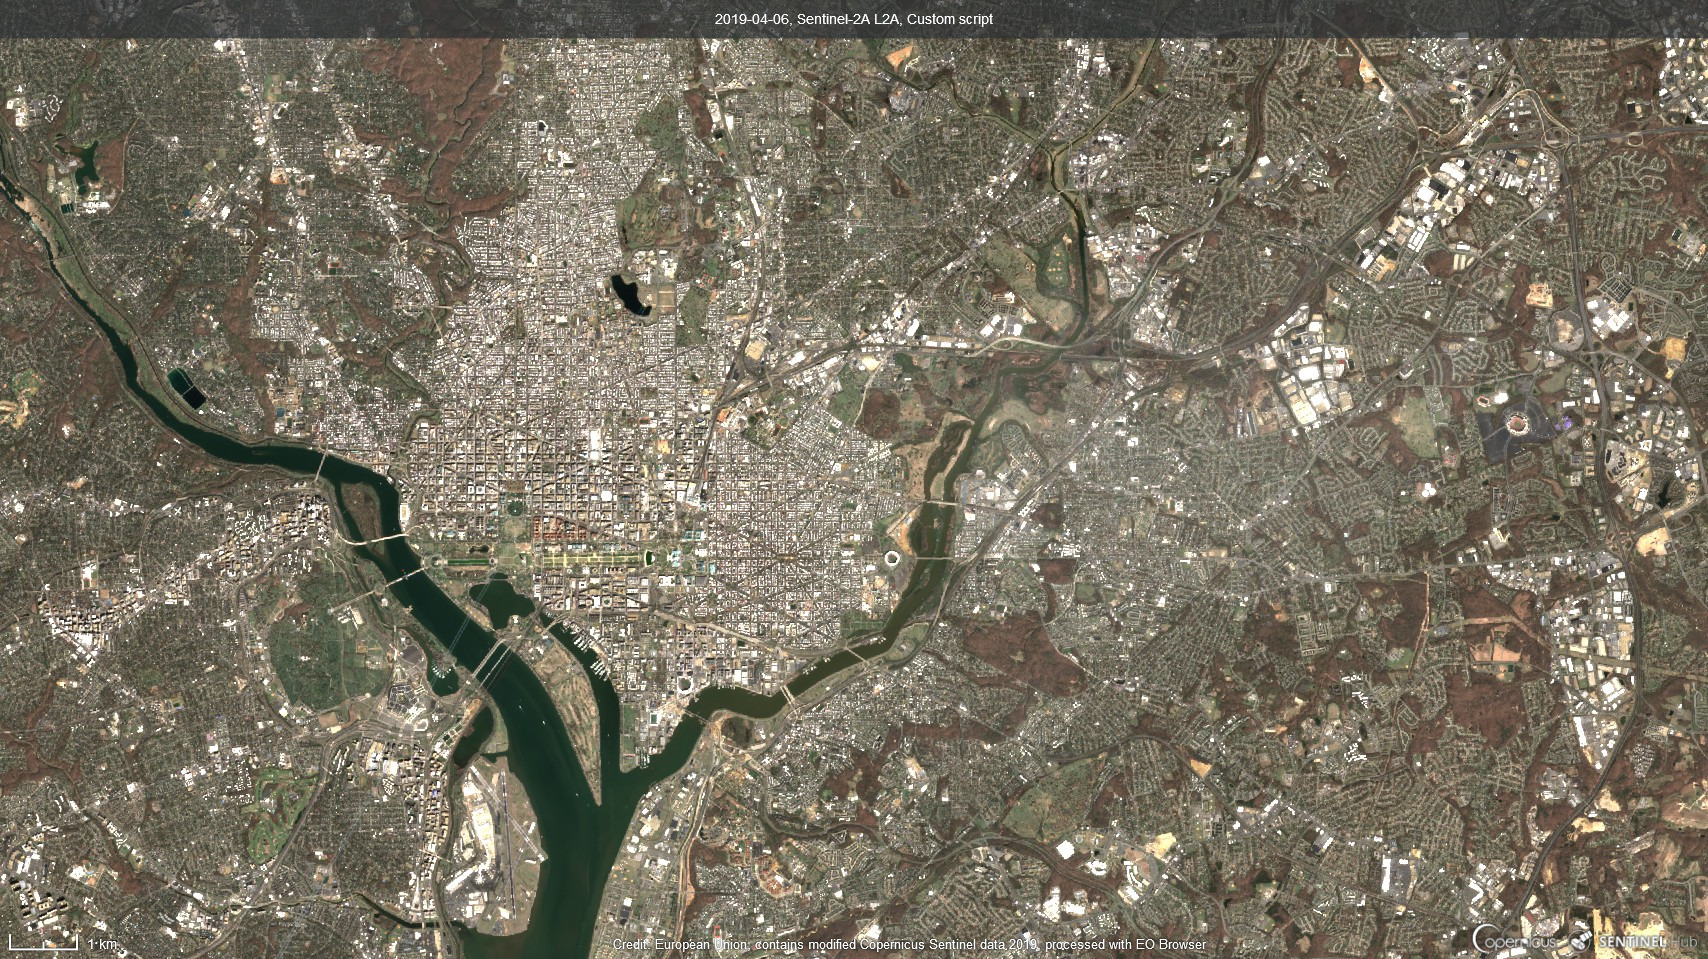 2019-04-06, Sentinel-2A L2A, Custom script
1 km
Credit: European Union, contains modified Copernicus Sentinel data 2019, processed with EO Browser
Copernicus
SENTINEL Hub